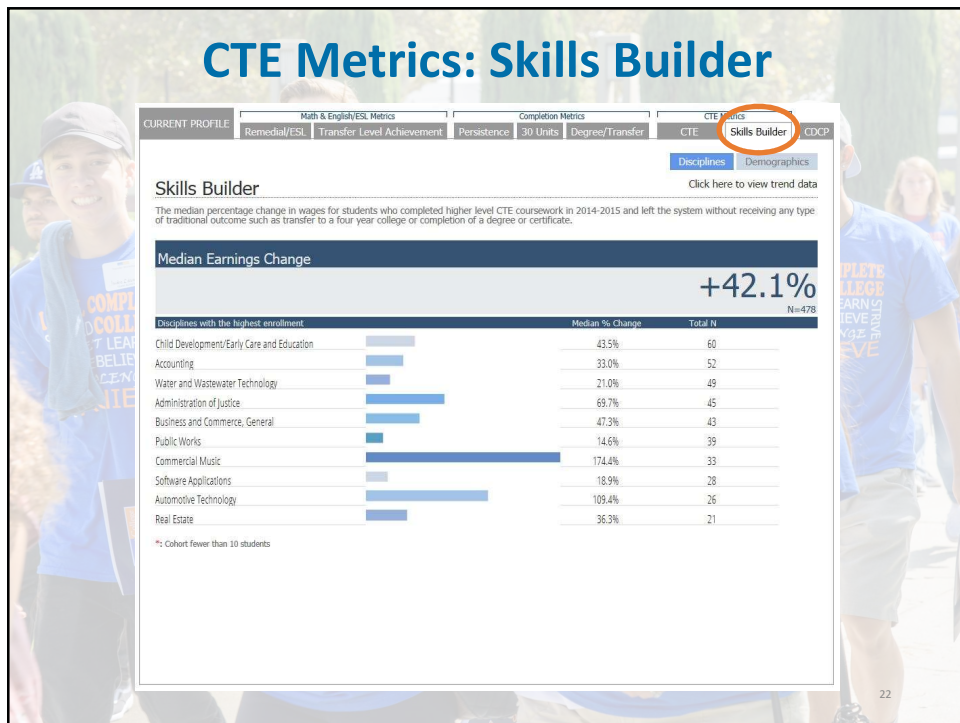 CTE Metrics: Skills Builder
CURRENT PROFILE
Math & English/ESL Metrics
Completion Metrics
CTE Metrics
Remedial/ESL Transfer Level Achievement Persistence 30 Units Degree/Transfer CTE Skills Builder CDCP
Disciplines Demographics
Skills Builder
Click here to view trend data
The median percentage change in wages for students who completed higher level CTE coursework in 2014-2015 and left the system without receiving any type
of traditional outcome such as transfer to a four year college or completion of a degree or certificate.
Median Earnings Change
+42.1%
N=478
Disciplines with the highest enrollment Median % Change Total N
Child Development/Early Care and Education 43.5% 60
Accounting 33.0% 52
Water and Wastewater Technology 21.0% 49
Administration of Justice 69.7% 45
Business and Commerce, General 47.3% 43
Public Works 14.6% 39
Commercial Music 174.4% 33
Software Applications 18.9% 28
Automotive Technology 109.4% 26
Real Estate 36.3% 21
*: Cohort fewer than 10 students
22